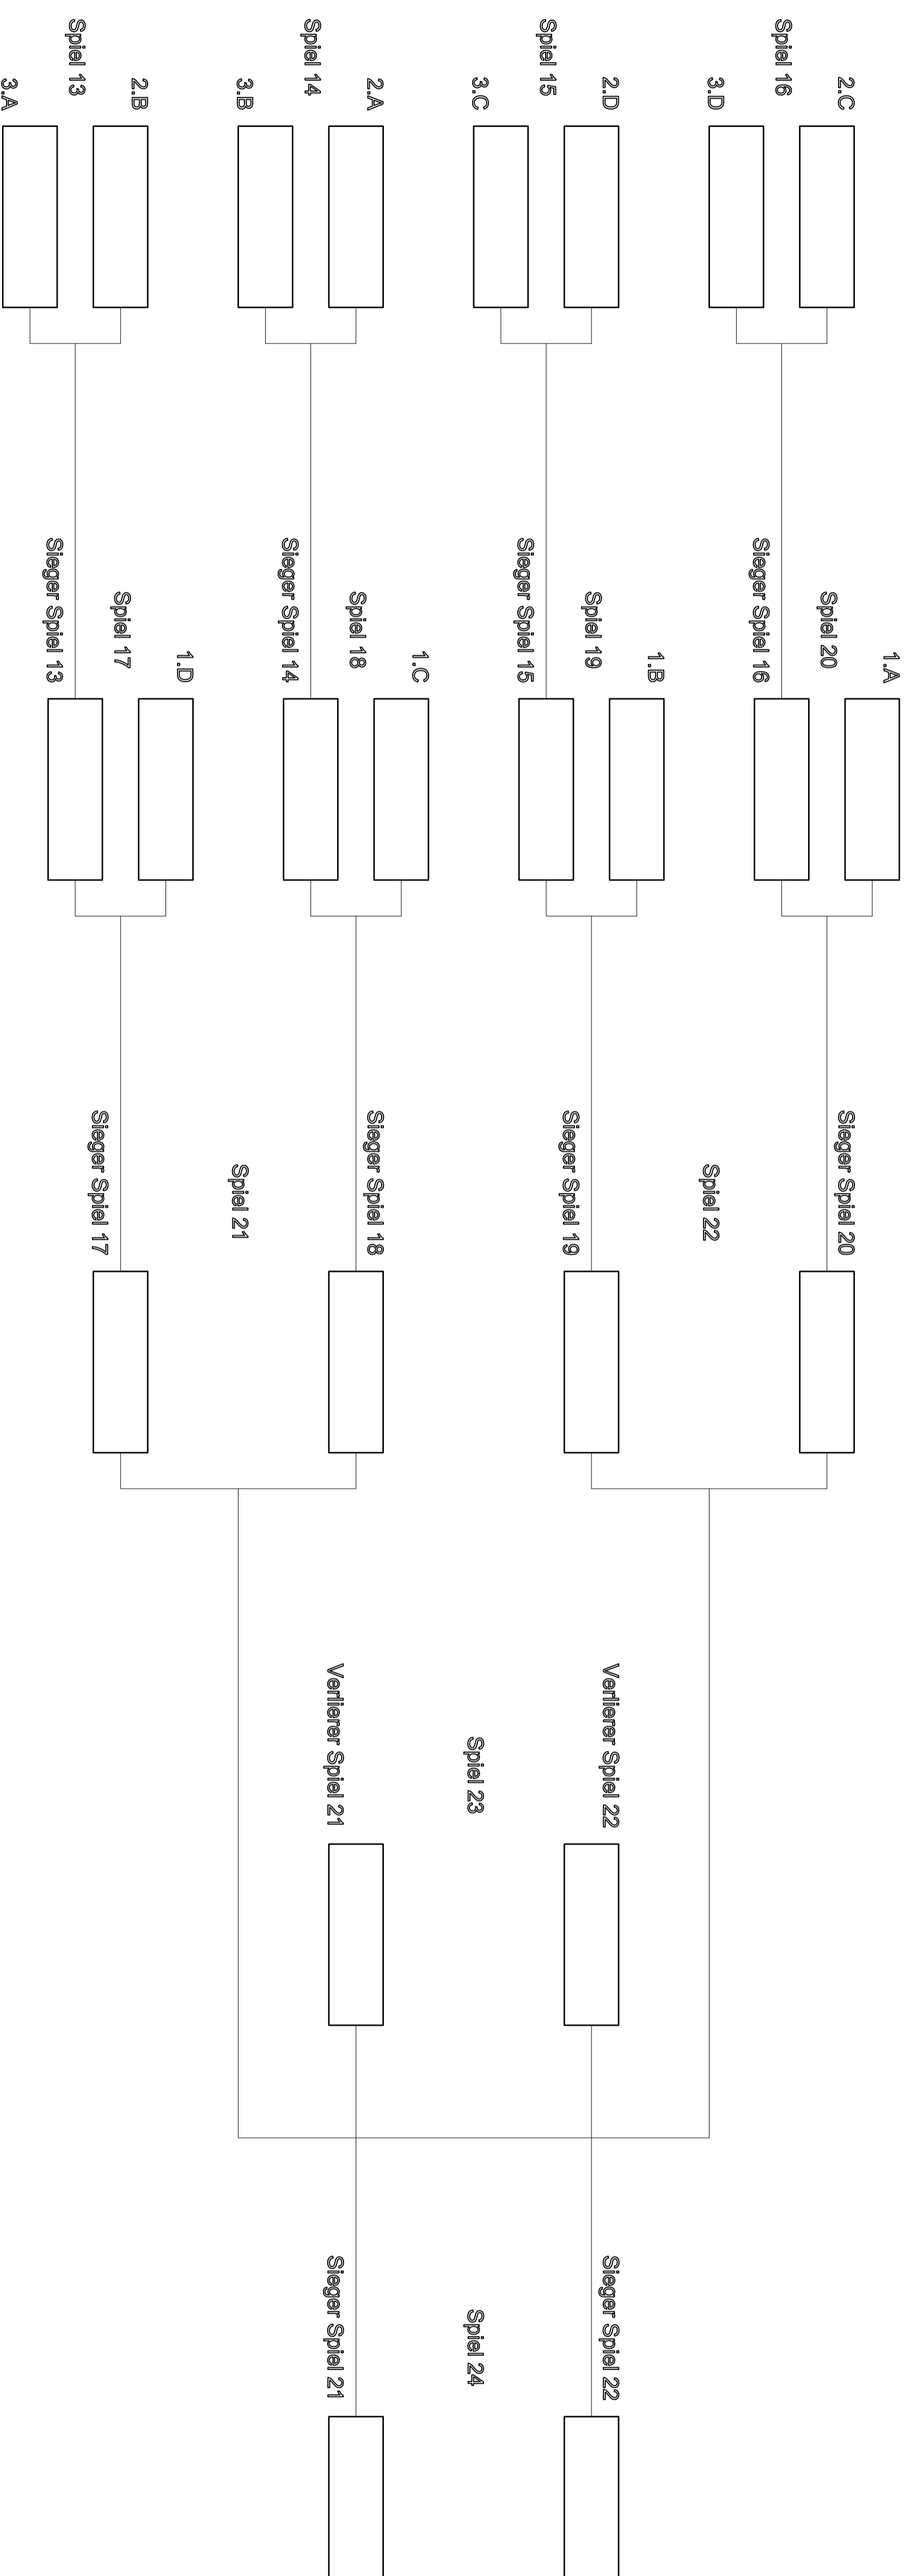 2.C
Spiel 16
3.D
2.D
Spiel 15
3.C
2.A
Spiel 14
3.B
2.B
Spiel 13
3.A
1.A
Spiel 20
Sieger Spiel 16
1.B
Spiel 19
Sieger Spiel 15
1.C
Spiel 18
Sieger Spiel 14
1.D
Spiel 17
Sieger Spiel 13
Sieger Spiel 20
Spiel 22
Sieger Spiel 19
Sieger Spiel 18
Spiel 21
Sieger Spiel 17
Verlierer Spiel 22
Spiel 23
Verlierer Spiel 21
Sieger Spiel 22
Spiel 24
Sieger Spiel 21